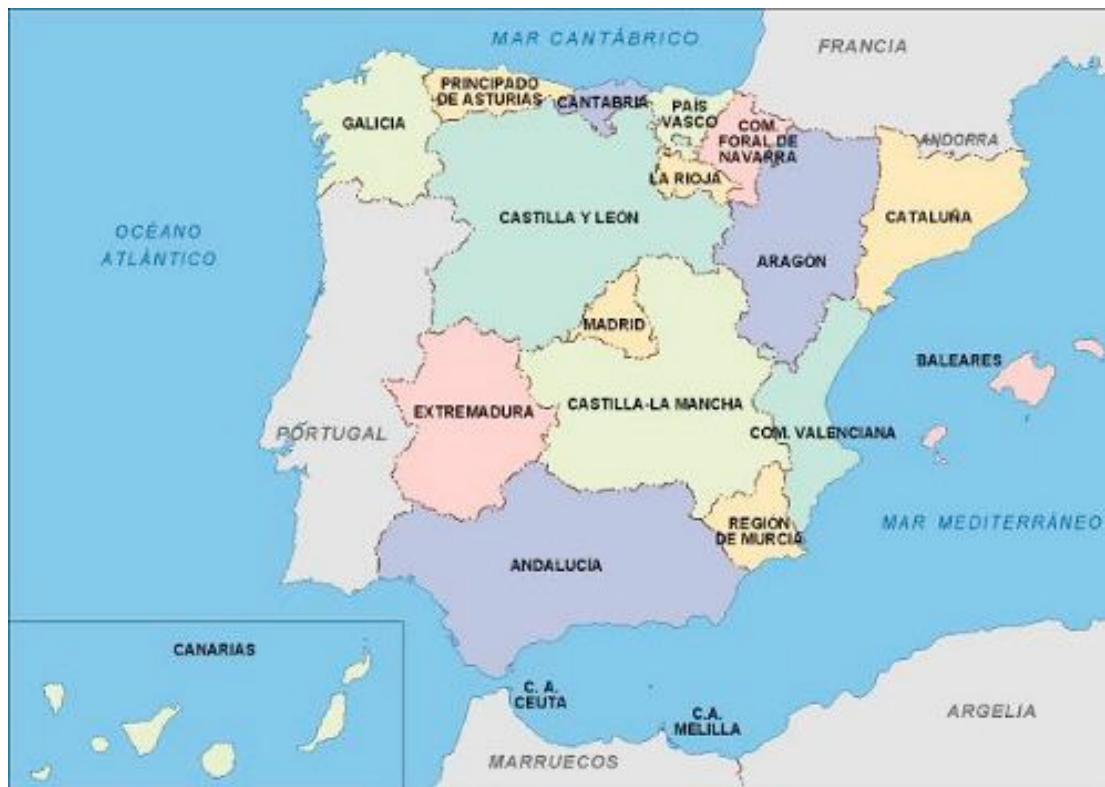 MAR CANTÁBRICO
FRANCIA
PRINCIPADO
DE ASTURIAS
CANTABRIA
PAÍS
VASCO
GALICIA
COM.
FORAL DE
NAVARRA
ANDORRA
LA RIOJA
CASTILLA Y LEÓN
CATALUÑA
OCÉANO
ATLÁNTICO
ARAGÓN
MADRID
BALEARES
EXTREMADURA
CASTILLA-LA MANCHA
PORTUGAL
COM. VALENCIANA
MAR MEDITERRÁNEO
REGIÓN
DE MURCIA
ANDALUCÍA
CANARIAS
C. A.
CEUTA
C.A.
MELILLA
ARGELIA
MARRUECOS